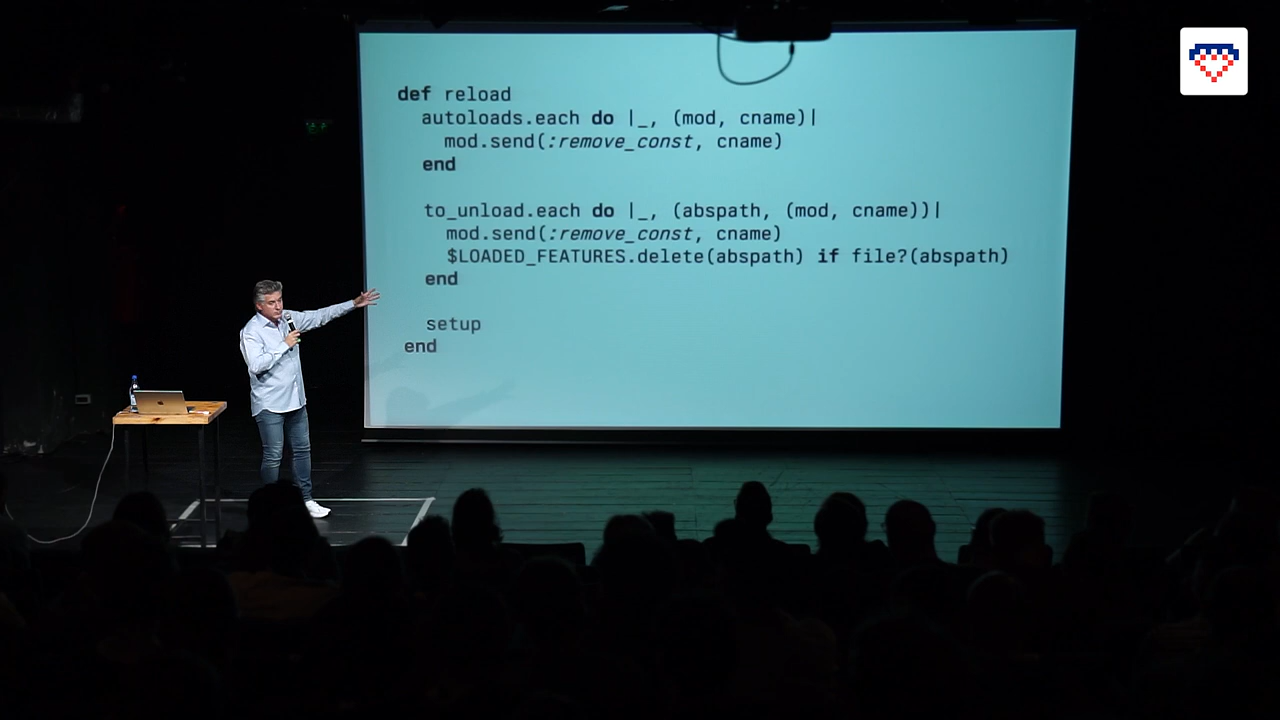 def reload
autoloads.each do |_, (mod, cname)|
mod.send(:remove_const, cname)
end
to_unload.each do |_, (abspath, (mod, cname))|
mod.send(:remove_const, cname)
$LOADED_FEATURES.delete(abspath) if file?(abspath)
end
setup
end